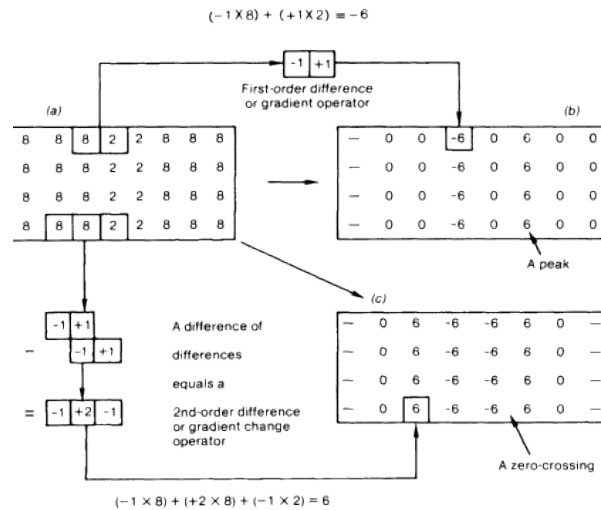 (−1 X 8) + (+1 X 2) = −6
-1 +1
First-order difference
or gradient operator
(a)
(b)
8 8 8 2 2 8 8 8
8 8 8 2 2 8 8 8
8 8 8 2 2 8 8 8
8 8 8 2 2 8 8 8
— 0 0 -6 0 6 0 0
— 0 0 -6 0 6 0 0
— 0 0 -6 0 6 0 0
— 0 0 -6 0 6 0 0
A peak
(c)
-1 +1
− -1 +1
= -1 +2 -1
A difference of
differences
equals a
2nd-order difference
or gradient change
operator
— 0 6 -6 -6 6 0 —
— 0 6 -6 -6 6 0 —
— 0 6 -6 -6 6 0 —
— 0 6 -6 -6 6 0 —
A zero-crossing
(−1 X 8) + (+2 X 8) + (−1 X 2) = 6